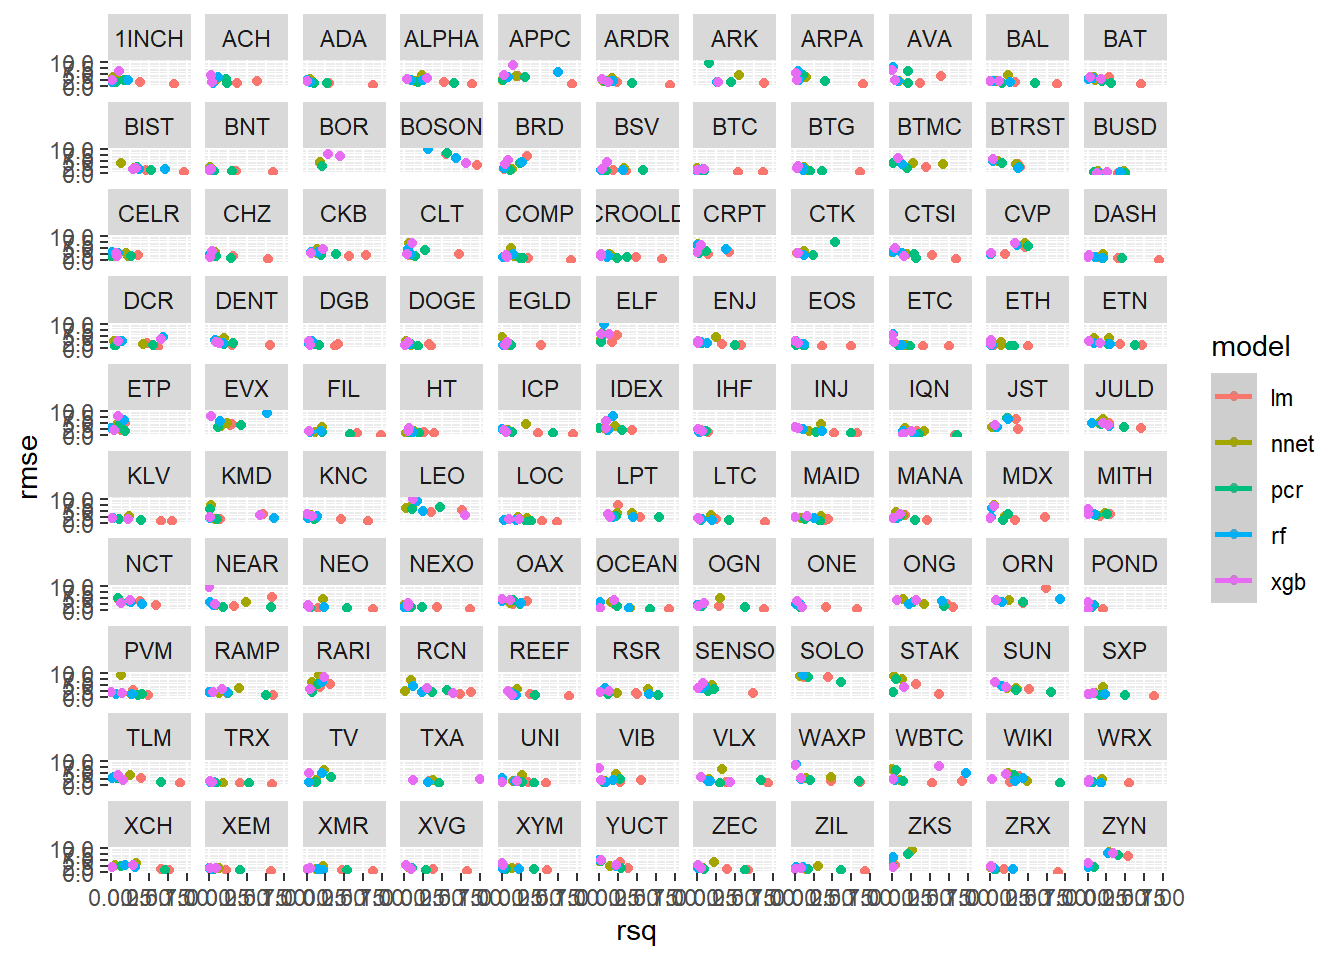 1INCH ACH ADA ALPHA APPC ARDR ARK ARPA AVA BAL BAT
BIST BNT BOR BOSON BRD BSV BTC BTG BTMC BTRST BUSD
CELR CHZ CKB CLT COMP CROOLD CRPT CTK CTSI CVP DASH
DCR DENT DGB DOGE EGLD ELF ENJ EOS ETC ETH ETN
ETP EVX FIL HT ICP IDEX IHF INJ IQN JST JULD
KLV KMD KNC LEO LOC LPT LTC MAID MANA MDX MITH
NCT NEAR NEO NEXO OAX OCEAN OGN ONE ONG ORN POND
PVM RAMP RARI RCN REEF RSR SENSO SOLO STAK SUN SXP
TLM TRX TV TXA UNI VIB VLX WAXP WBTC WIKI WRX
XCH XEM XMR XVG XYM YUCT ZEC ZIL ZKS ZRX ZYN
rsq
rmse
model
lm
nnet
pcr
rf
xgb